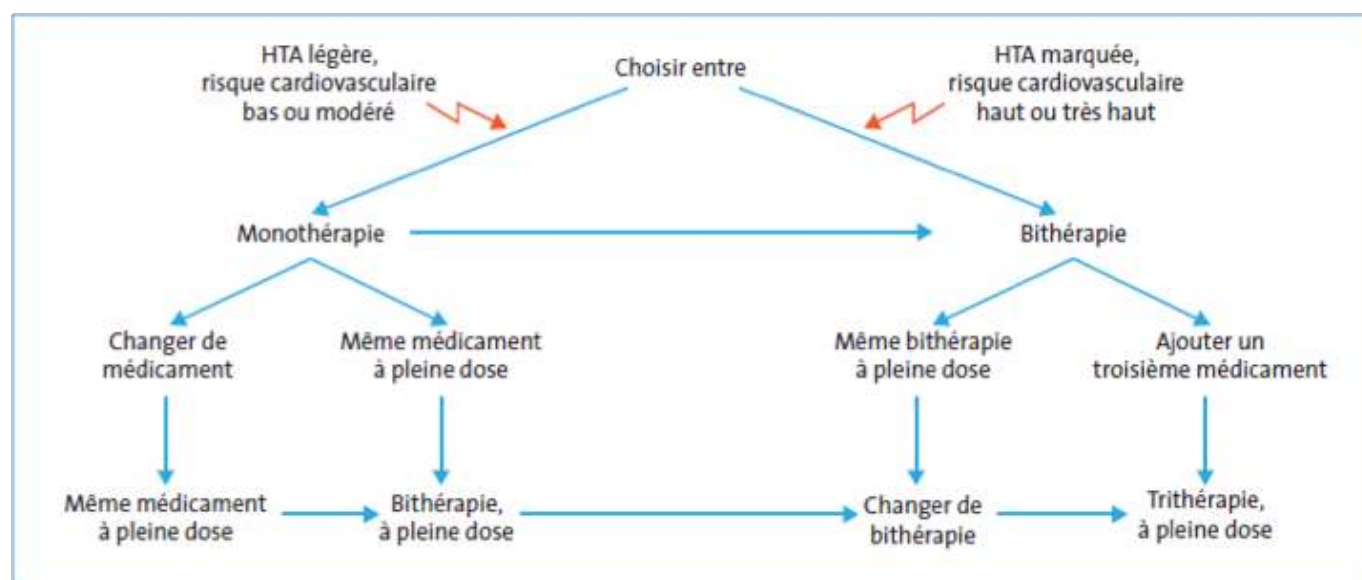 HTA légère,
risque cardiovasculaire
bas ou modéré
Choisir entre
HTA marquée,
risque cardiovasculaire
haut ou très haut
Monothérapie
Bithérapie
Changer de
médicament
Même médicament
à pleine dose
Même bithérapie
à pleine dose
Ajouter un
troisième médicament
Même médicament
à pleine dose
Bithérapie,
à pleine dose
Changer de
bithérapie
Trithérapie,
à pleine dose